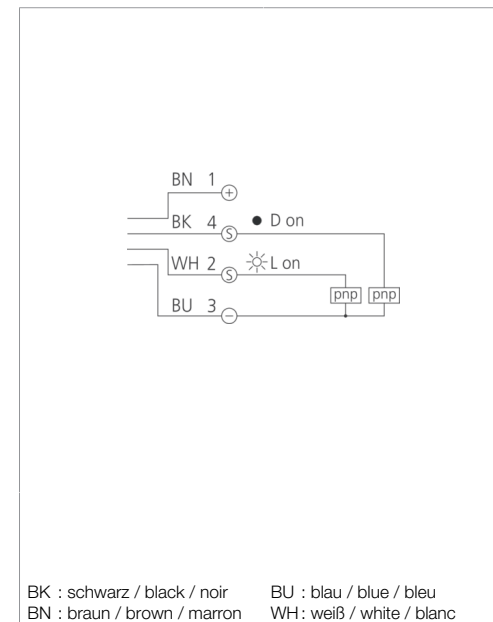 BN 1 +
BK 4 S ● D on
WH 2 S L on
pnp pnp
BU 3 −
BK : schwarz / black / noir BU : blau / blue / bleu
BN : braun / brown / marron WH : weiß / white / blanc